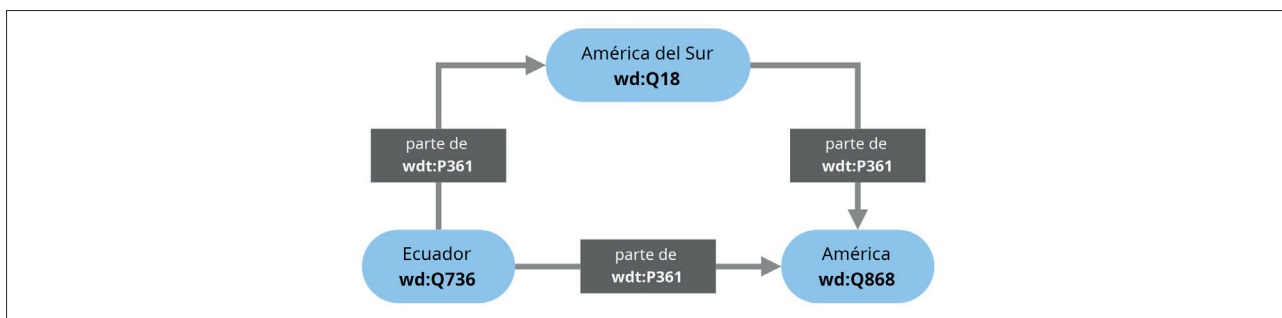 América del Sur
wd:Q18
parte de
wdt:P361
parte de
wdt:P361
Ecuador
wd:Q736
parte de
wdt:P361
América
wd:Q868